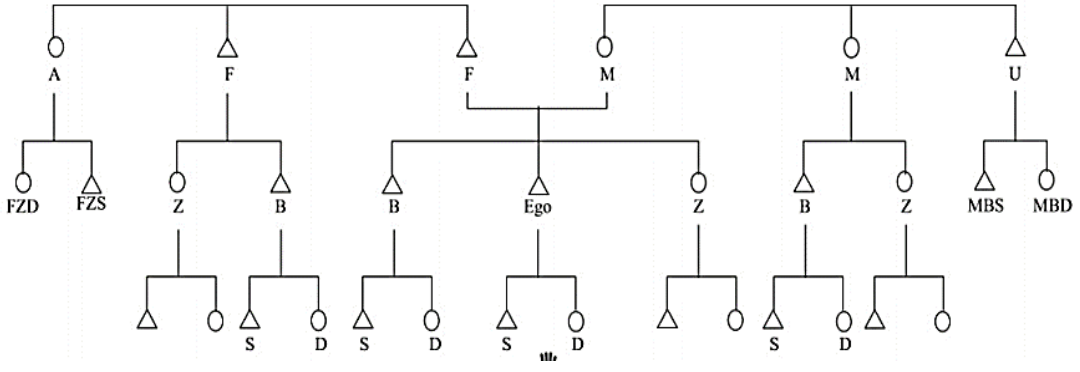 A F F M M U
FZD FZS Z B B Ego Z B Z MBS MBD
S D S D S D S D